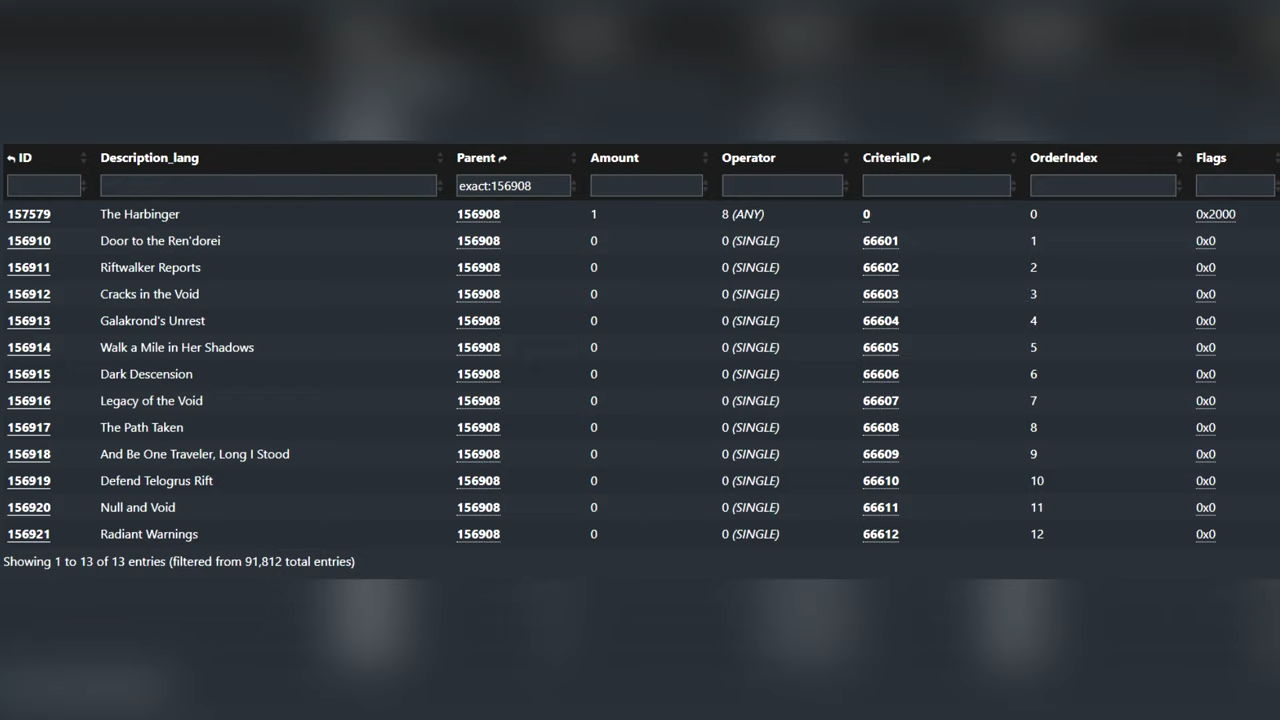 ID Description_lang Parent Amount Operator CriteriaID OrderIndex Flags
exact:156908
157579 The Harbinger 156908 1 8 (ANY) 0 0 0x2000
156910 Door to the Ren'dorei 156908 0 0 (SINGLE) 66601 1 0x0
156911 Riftwalker Reports 156908 0 0 (SINGLE) 66602 2 0x0
156912 Cracks in the Void 156908 0 0 (SINGLE) 66603 3 0x0
156913 Galakrond's Unrest 156908 0 0 (SINGLE) 66604 4 0x0
156914 Walk a Mile in Her Shadows 156908 0 0 (SINGLE) 66605 5 0x0
156915 Dark Descension 156908 0 0 (SINGLE) 66606 6 0x0
156916 Legacy of the Void 156908 0 0 (SINGLE) 66607 7 0x0
156917 The Path Taken 156908 0 0 (SINGLE) 66608 8 0x0
156918 And Be One Traveler, Long I Stood 156908 0 0 (SINGLE) 66609 9 0x0
156919 Defend Telogrus Rift 156908 0 0 (SINGLE) 66610 10 0x0
156920 Null and Void 156908 0 0 (SINGLE) 66611 11 0x0
156921 Radiant Warnings 156908 0 0 (SINGLE) 66612 12 0x0
Showing 1 to 13 of 13 entries (filtered from 91,812 total entries)